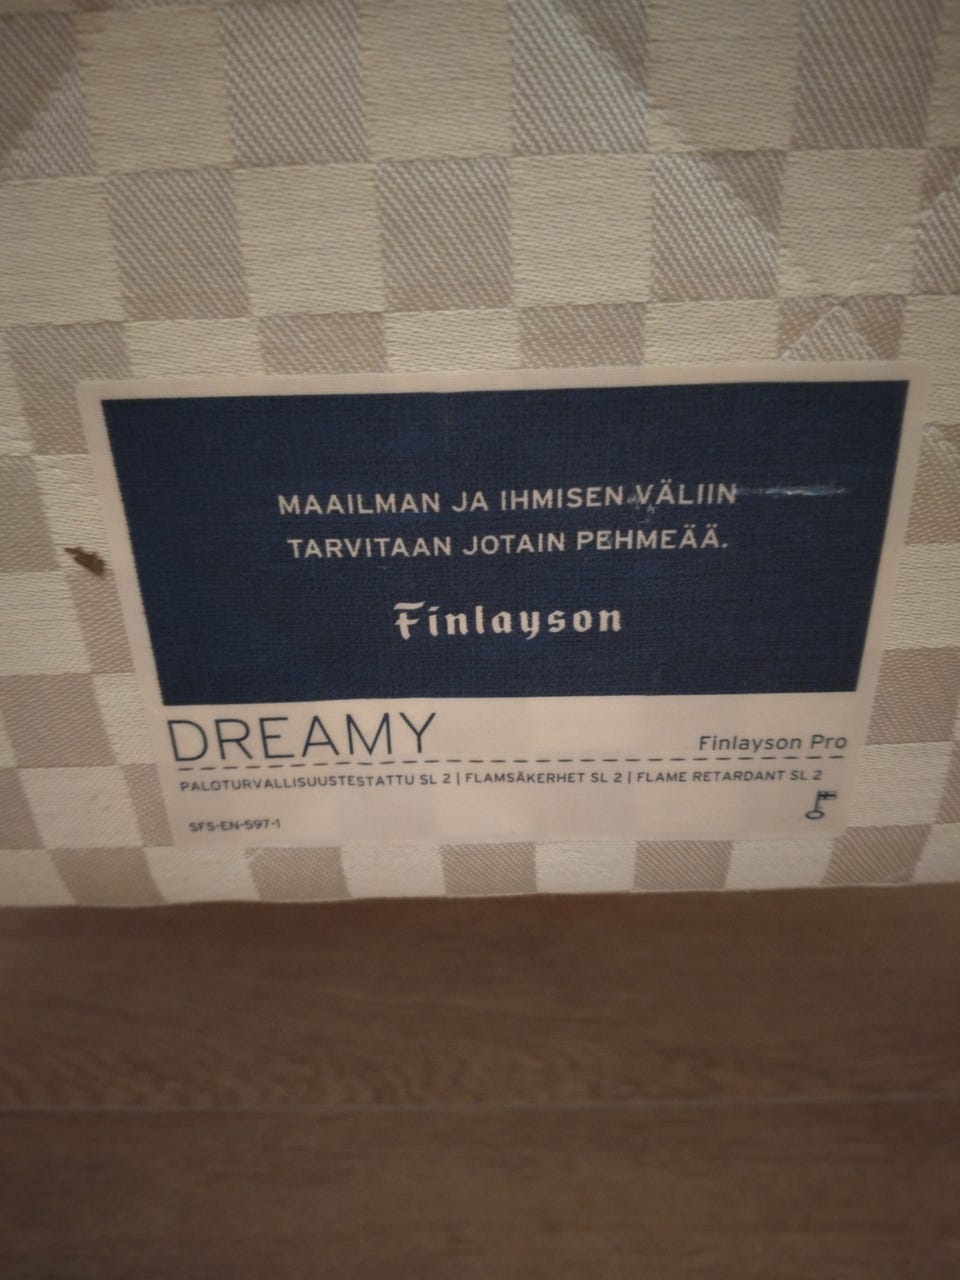 MAAILMAN JA IHMISEN VÄLIIN
TARVITAAN JOTAIN PEHMEÄÄ.
Finlayson
DREAMY
Finlayson Pro
PALOTURVALLISUUSTESTATTU SL 2 | FLAMSÄKERHET SL 2 | FLAME RETARDANT SL 2
SFS-EN-597-1